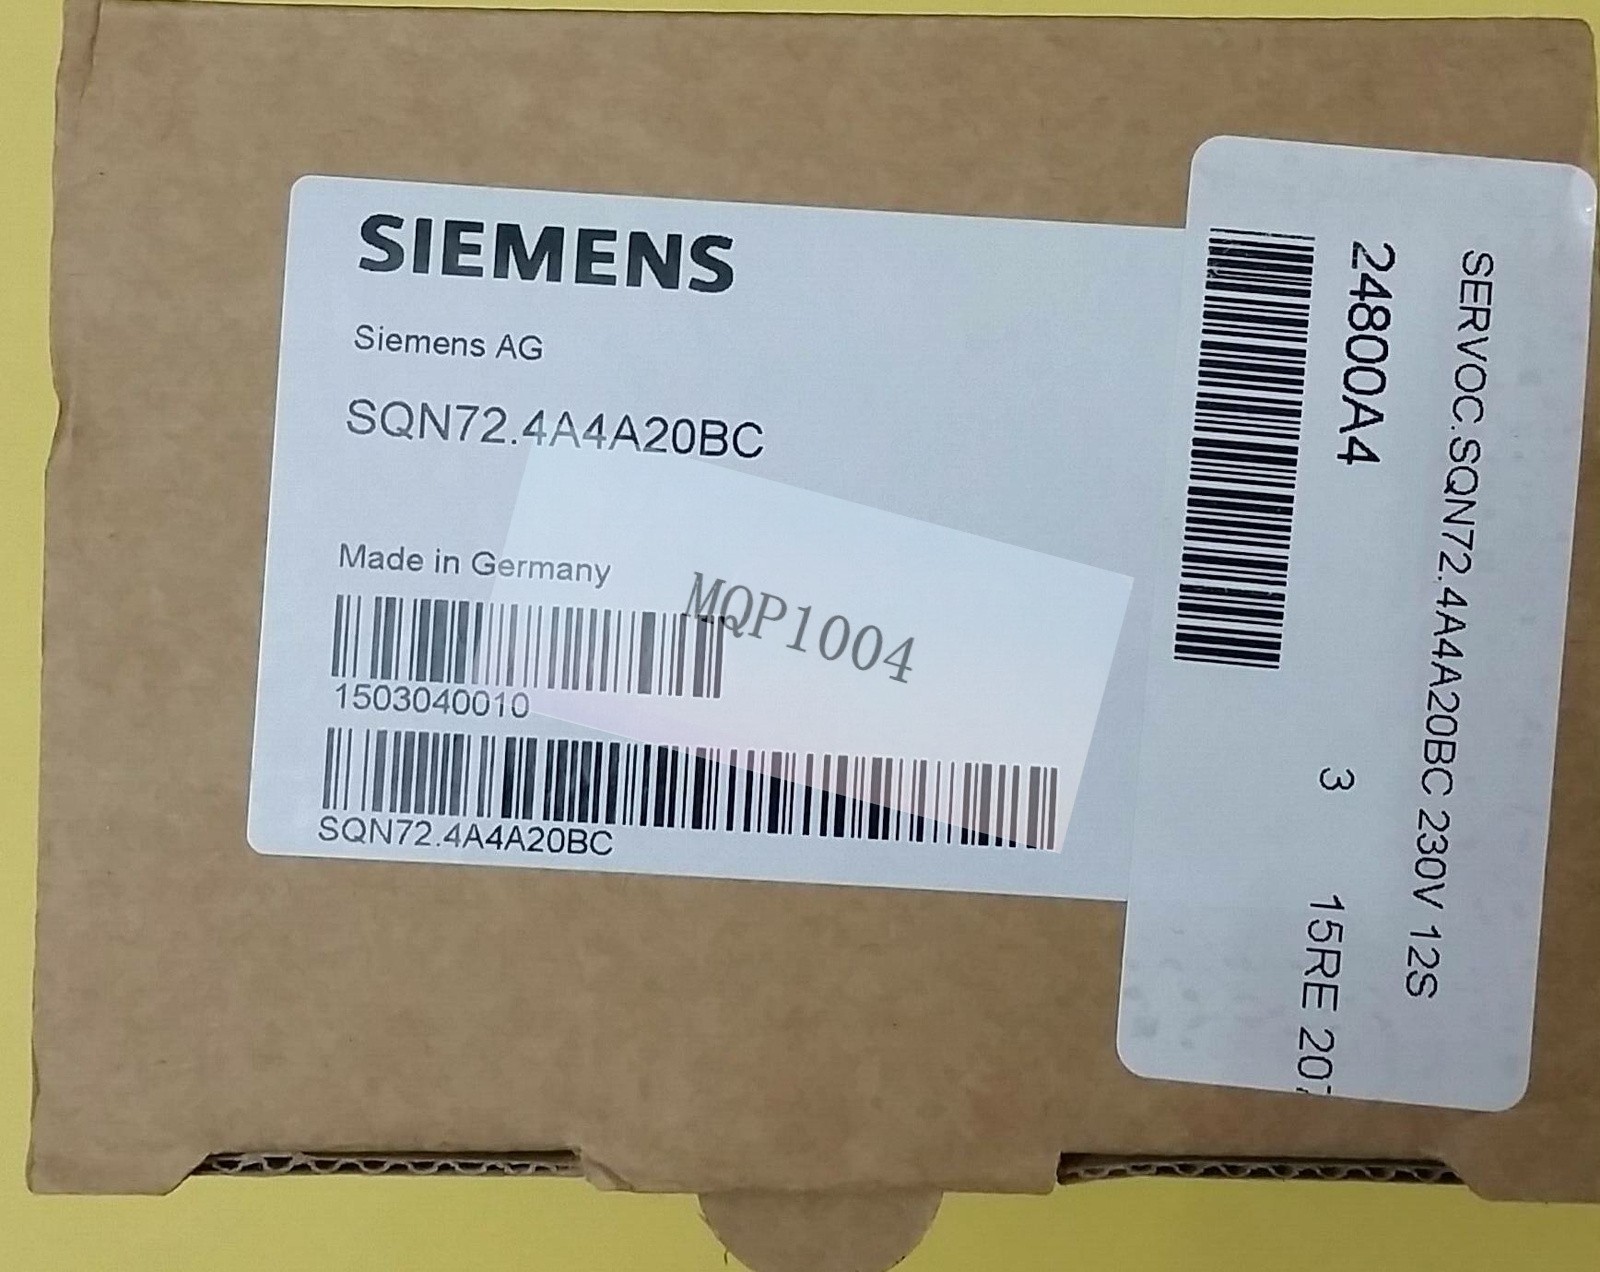 SIEMENS
Siemens AG
SQN72.4A4A20BC
Made in Germany
1503040010
SQN72.4A4A20BC
MQP1004
SERVOC.SQN72.4A4A20BC 230V 12S
24800A4
3 15RE 207